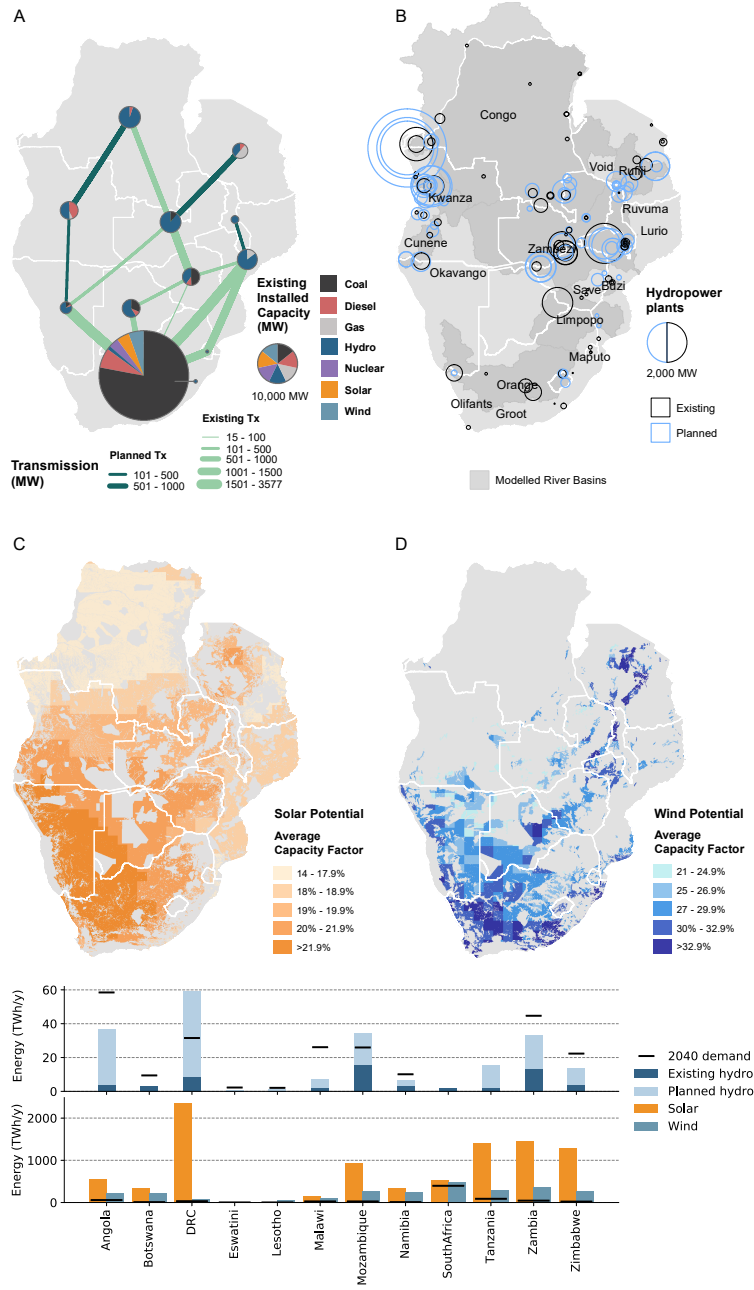 A
Existing
Installed
Capacity
(MW)
10,000 MW
Coal
Diesel
Gas
Hydro
Nuclear
Solar
Wind
Transmission
(MW)
Planned Tx
101 - 500
501 - 1000
Existing Tx
15 - 100
101 - 500
501 - 1000
1001 - 1500
1501 - 3577
B
Congo
Void
Rufiji
Kwanza
Ruvuma
Lurio
Cunene
Zambezi
Okavango
Save
Buzi
Limpopo
Maputo
Orange
Olifants
Groot
Hydropower
plants
2,000 MW
Existing
Planned
Modelled River Basins
C
Solar Potential
Average
Capacity Factor
14 - 17.9%
18% - 18.9%
19% - 19.9%
20% - 21.9%
>21.9%
D
Wind Potential
Average
Capacity Factor
21 - 24.9%
25 - 26.9%
27 - 29.9%
30% - 32.9%
>32.9%
Energy (TWh/y)
60
40
20
0
Energy (TWh/y)
2000
1000
0
Angola
Botswana
DRC
Eswatini
Lesotho
Malawi
Mozambique
Namibia
SouthAfrica
Tanzania
Zambia
Zimbabwe
2040 demand
Existing hydro
Planned hydro
Solar
Wind